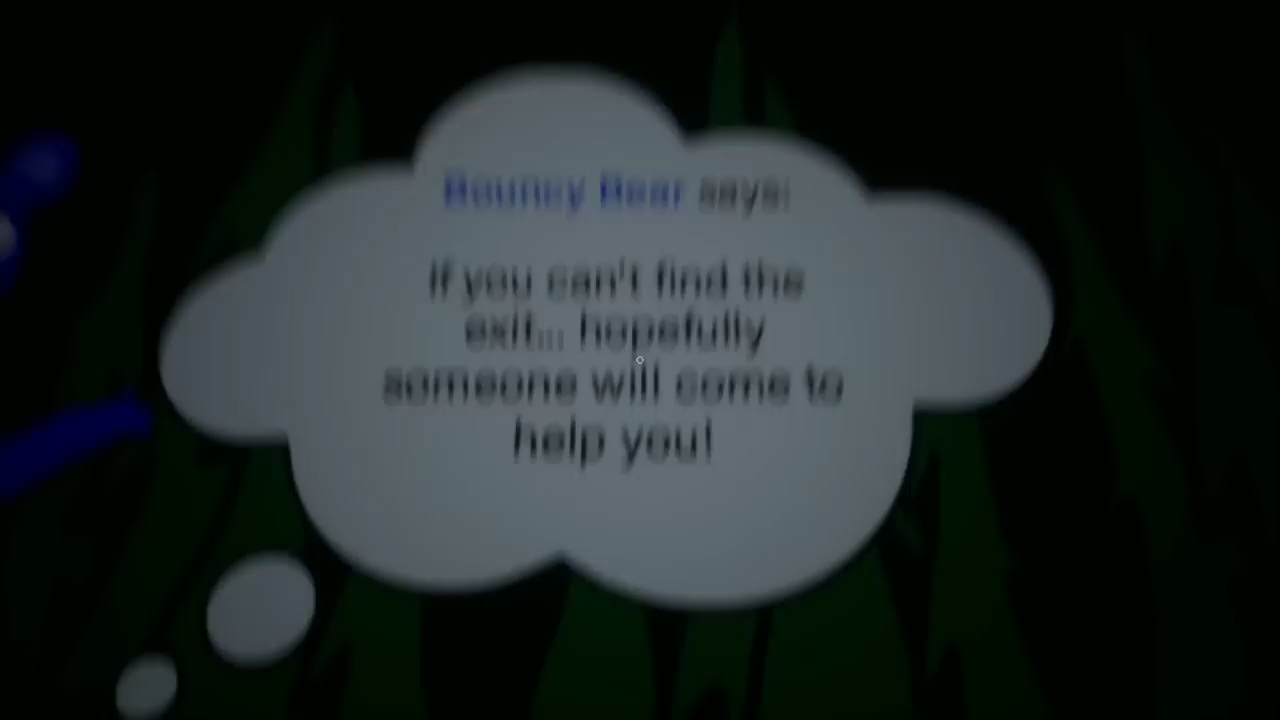 Bouncy Bear says:
If you can't find the
exit... hopefully
someone will come to
help you!